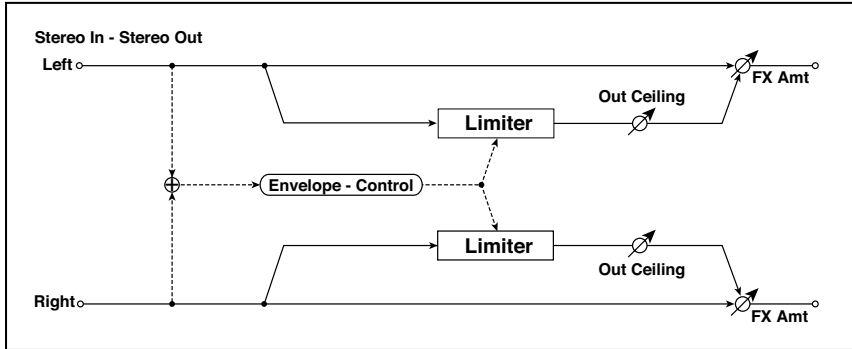 Stereo In - Stereo Out
Left
FX Amt
Out Ceiling
Limiter
Envelope - Control
Limiter
Out Ceiling
Right
FX Amt